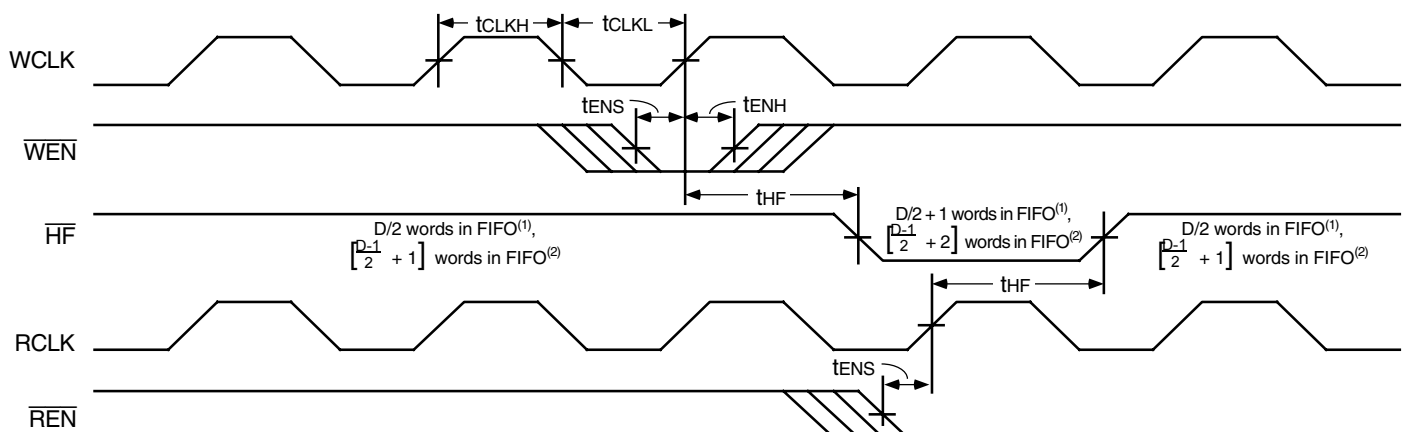 tCLKH tCLKL
WCLK
tENS tENH
WEN
tHF
HF
D/2 words in FIFO(1),
[D-1/2 + 1] words in FIFO(2)
D/2 + 1 words in FIFO(1),
[D-1/2 + 2] words in FIFO(2)
D/2 words in FIFO(1),
[D-1/2 + 1] words in FIFO(2)
tHF
RCLK
tENS
REN